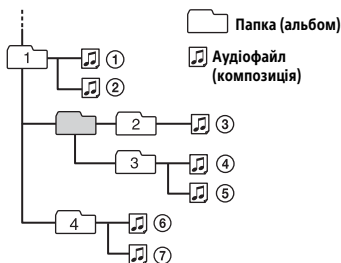 Папка (альбом)
1 ①
Аудіофайл
(композиція)
②
2 ③
3 ④
⑤
4 ⑥
⑦